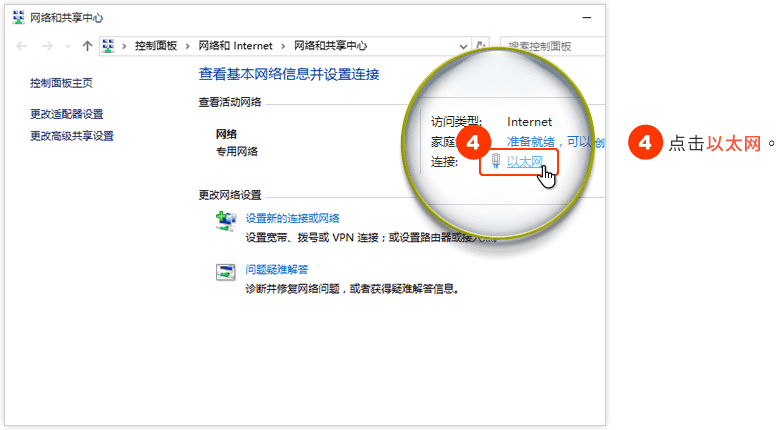 网络和共享中心
控制面板 网络和 Internet 网络和共享中心
搜索控制面板
控制面板主页
更改适配器设置
更改高级共享设置
查看基本网络信息并设置连接
查看活动网络
网络
专用网络
访问类型: Internet
家庭 准备就绪，可以创
连接: 以太网
4
更改网络设置
设置新的连接或网络
设置宽带、拨号或 VPN 连接；或设置路由器或接入点。
问题疑难解答
诊断并修复网络问题，或者获得疑难解答信息。
4 点击以太网。